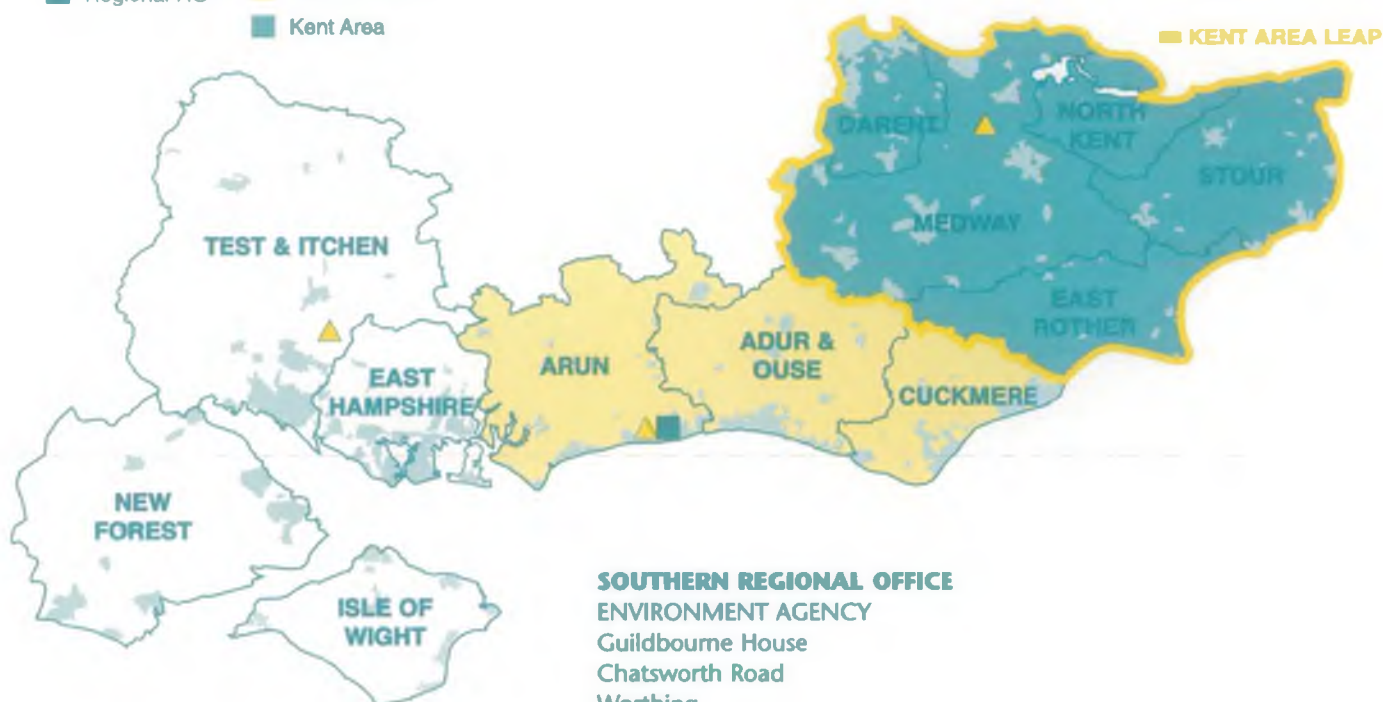 Kent Area
KENT AREA LEAP
DARENT
NORTH
KENT
STOUR
MEDWAY
EAST
ROTHER
TEST & ITCHEN
ARUN
ADUR &
OUSE
CUCKMERE
EAST
HAMPSHIRE
NEW
FOREST
ISLE OF
WIGHT
SOUTHERN REGIONAL OFFICE
ENVIRONMENT AGENCY
Guildbourne House
Chatsworth Road
Worthing